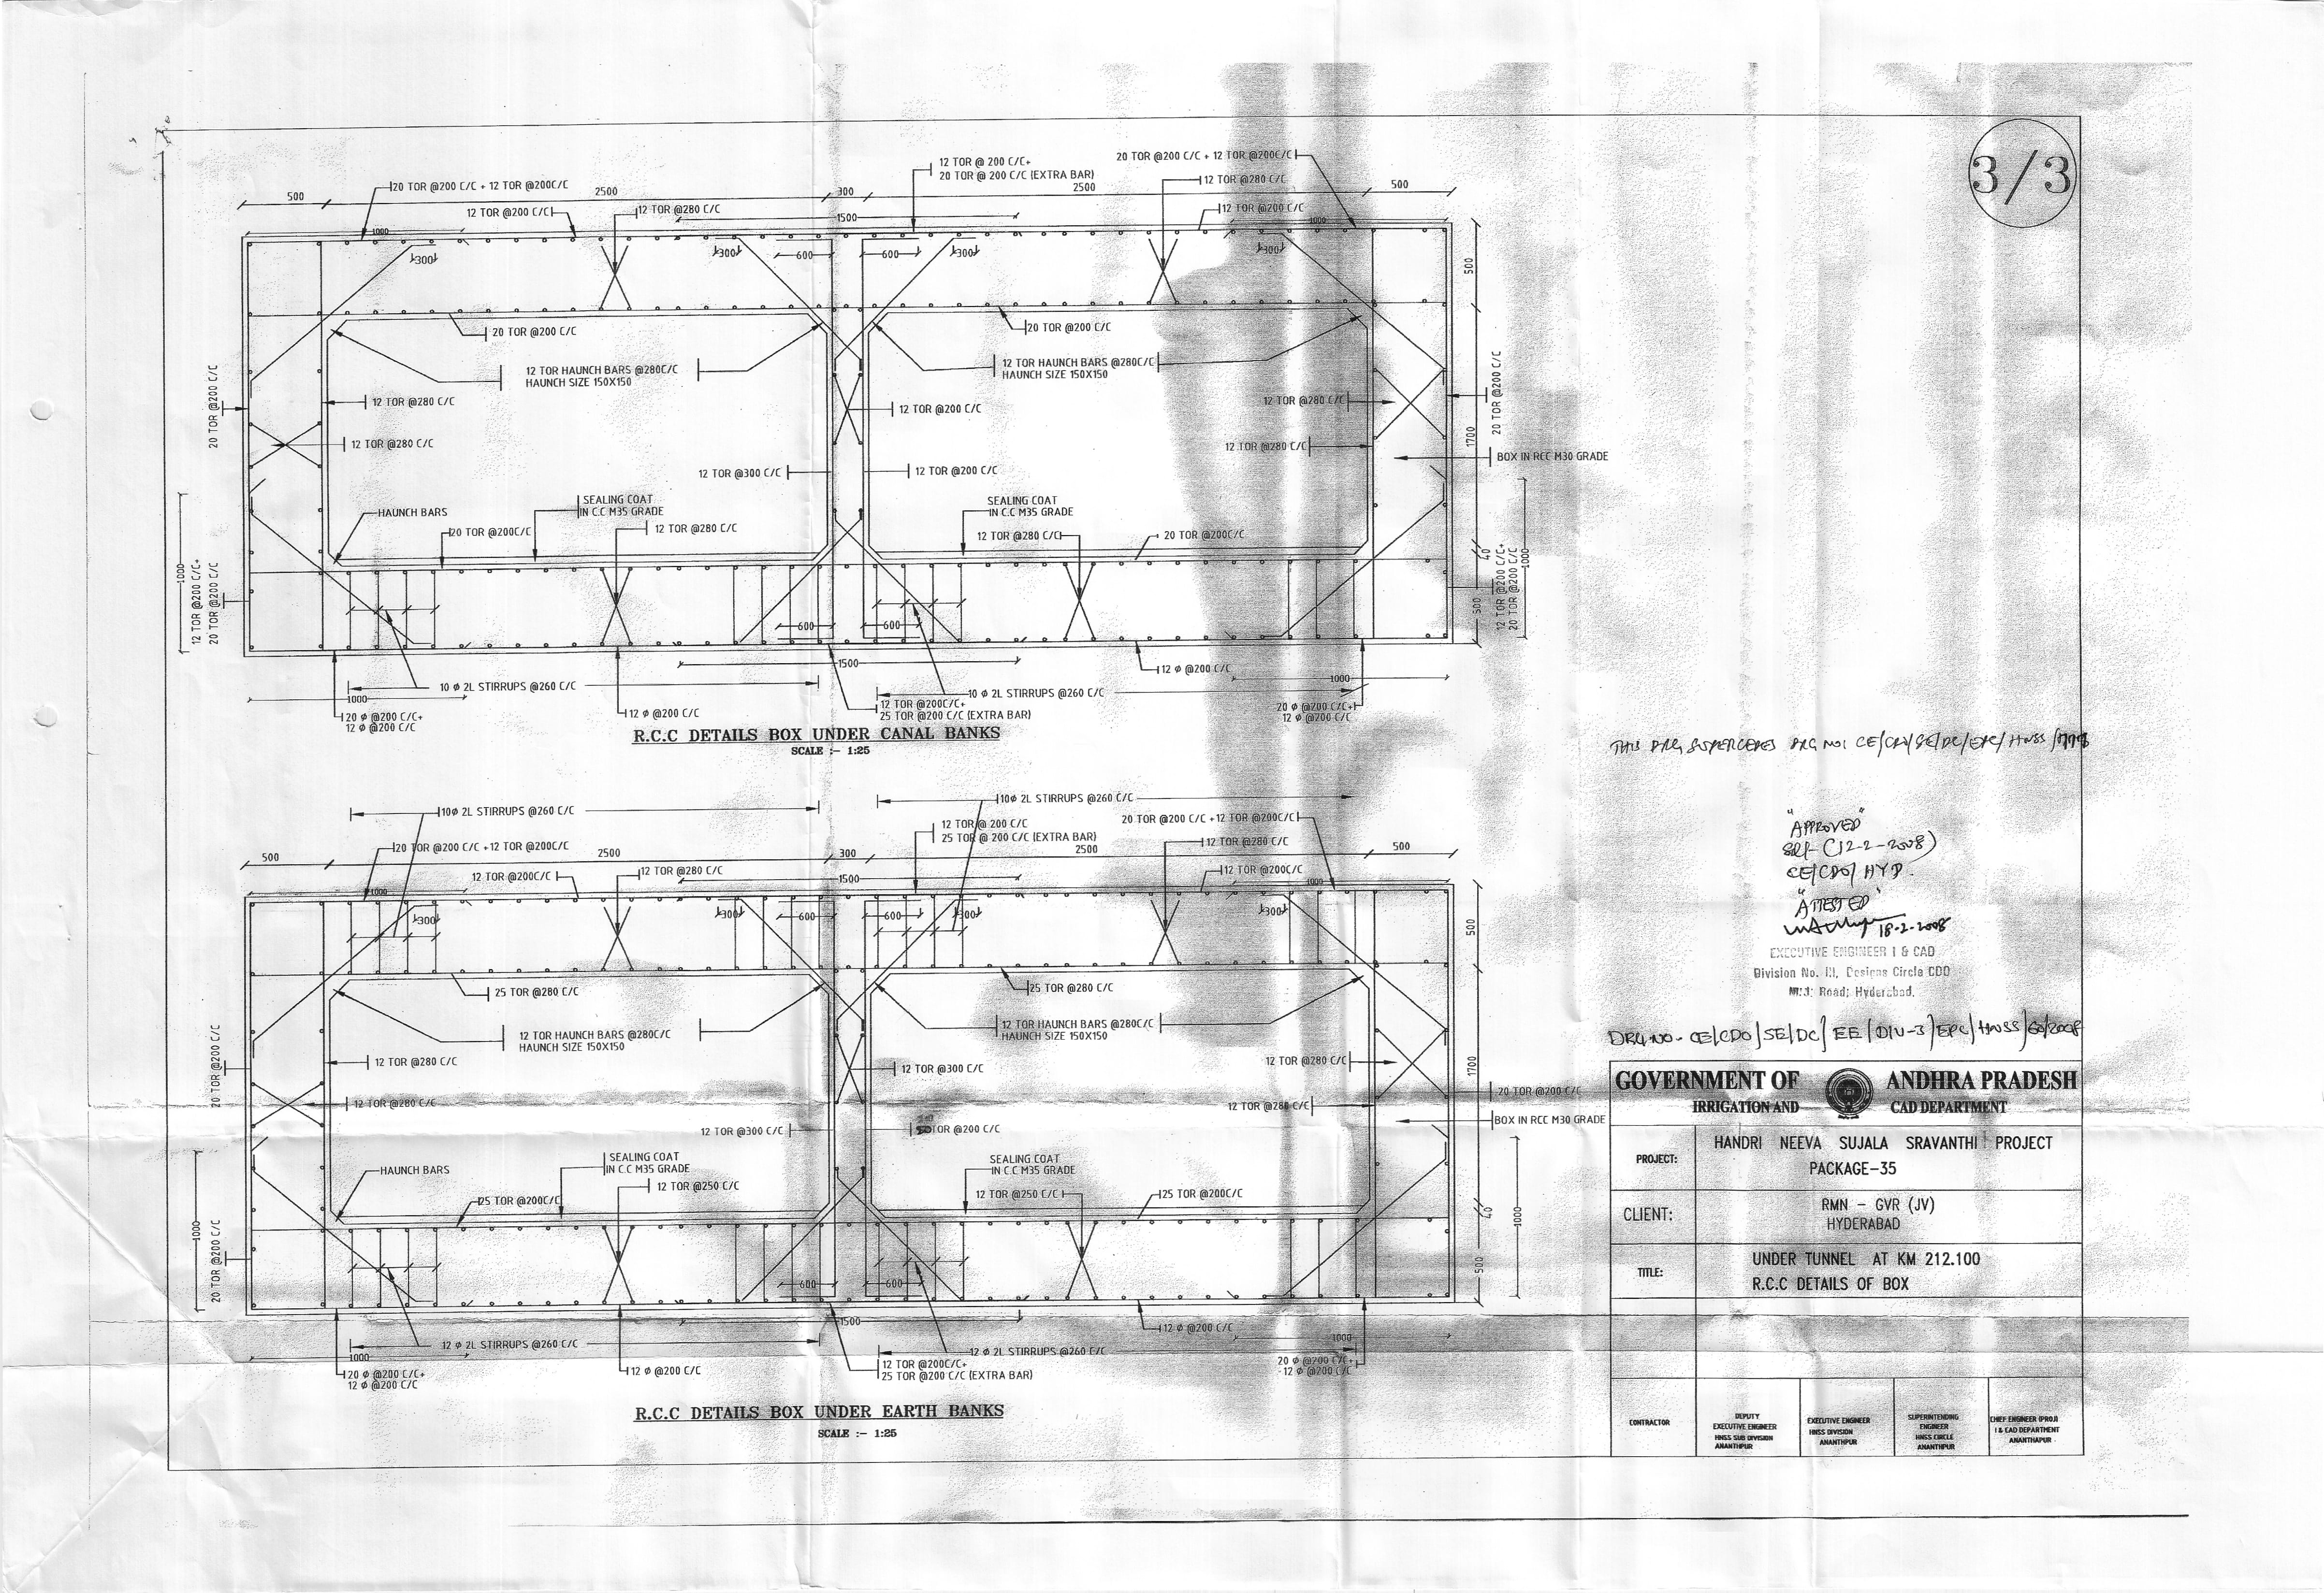 3/3
12 TOR @ 200 C/C+
20 TOR @ 200 C/C (EXTRA BAR)
20 TOR @200 C/C + 12 TOR @200C/C
20 TOR @200 C/C + 12 TOR @200C/C
12 TOR @280 C/C
500
2500
300
2500
500
12 TOR @200 C/C
12 TOR @280 C/C
1500
12 TOR @200 C/C
1000
1000
300
300
600
600
300
300
500
20 TOR @200 C/C
20 TOR @200 C/C
12 TOR HAUNCH BARS @280C/C
HAUNCH SIZE 150X150
12 TOR HAUNCH BARS @280C/C
HAUNCH SIZE 150X150
20 TOR @200 C/C
12 TOR @280 C/C
12 TOR @200 C/C
12 TOR @280 C/C
20 TOR @200 C/C
12 TOR @280 C/C
12 TOR @280 C/C
1700
BOX IN RCC M30 GRADE
12 TOR @300 C/C
12 TOR @200 C/C
SEALING COAT
IN C.C M35 GRADE
SEALING COAT
IN C.C M35 GRADE
HAUNCH BARS
20 TOR @200C/C
12 TOR @280 C/C
12 TOR @280 C/C
20 TOR @200C/C
40
1000
12 TOR @200 C/C+
20 TOR @200 C/C
500
12 TOR @200 C/C+
20 TOR @200 C/C
1000
600
600
1500
12 ϕ @200 C/C
1000
10 ϕ 2L STIRRUPS @260 C/C
10 ϕ 2L STIRRUPS @260 C/C
1000
20 ϕ @200 C/C+
12 ϕ @200 C/C
12 ϕ @200 C/C
12 TOR @200C/C+
25 TOR @200 C/C (EXTRA BAR)
20 ϕ @200 C/C+
12 ϕ @200 C/C
R.C.C DETAILS BOX UNDER CANAL BANKS
SCALE :- 1:25
THIS DRG SUPERCEDES DRG NO: CE/CDO/SE/DC/EPC/HNSS/
10ϕ 2L STIRRUPS @260 C/C
10ϕ 2L STIRRUPS @260 C/C
12 TOR @ 200 C/C
25 TOR @ 200 C/C (EXTRA BAR)
20 TOR @200 C/C +12 TOR @200C/C
20 TOR @200 C/C +12 TOR @200C/C
12 TOR @280 C/C
500
2500
300
2500
500
12 TOR @200C/C
12 TOR @280 C/C
1500
12 TOR @200C/C
1000
1000
300
300
600
600
300
300
500
25 TOR @280 C/C
25 TOR @280 C/C
12 TOR HAUNCH BARS @280C/C
HAUNCH SIZE 150X150
12 TOR HAUNCH BARS @280C/C
HAUNCH SIZE 150X150
20 TOR @200 C/C
12 TOR @280 C/C
12 TOR @300 C/C
12 TOR @280 C/C
1700
20 TOR @200 C/C
12 TOR @280 C/C
12 TOR @280 C/C
BOX IN RCC M30 GRADE
12 TOR @300 C/C
TOR @200 C/C
SEALING COAT
IN C.C M35 GRADE
SEALING COAT
IN C.C M35 GRADE
HAUNCH BARS
25 TOR @200C/C
12 TOR @250 C/C
12 TOR @250 C/C
25 TOR @200C/C
40
1000
20 TOR @200 C/C
1000
500
600
600
1500
12 ϕ @200 C/C
1000
12 ϕ 2L STIRRUPS @260 C/C
12 ϕ 2L STIRRUPS @260 C/C
1000
20 ϕ @200 C/C+
12 ϕ @200 C/C
12 ϕ @200 C/C
12 TOR @200C/C+
25 TOR @200 C/C (EXTRA BAR)
20 ϕ @200 C/C+
12 ϕ @200 C/C
R.C.C DETAILS BOX UNDER EARTH BANKS
SCALE :- 1:25
"APPROVED"
Sd/- (12-2-2008)
CE/CDO/HYD.
"ATTESTED"
18-2-2008
EXECUTIVE ENGINEER I & CAD
Division No. III, Designs Circle CDO
Road; Hyderabad.
DRG.NO- CE/CDO/SE/DC/EE/DIV-3/EPC/HNSS/60/2008
GOVERNMENT OF ANDHRA PRADESH
IRRIGATION AND CAD DEPARTMENT
PROJECT: HANDRI NEEVA SUJALA SRAVANTHI PROJECT
PACKAGE-35
CLIENT: RMN - GVR (JV)
HYDERABAD
TITLE: UNDER TUNNEL AT KM 212.100
R.C.C DETAILS OF BOX
CONTRACTOR
DEPUTY
EXECUTIVE ENGINEER
HNSS SUB DIVISION
ANANTHPUR
EXECUTIVE ENGINEER
HNSS DIVISION
ANANTHPUR
SUPERINTENDING
ENGINEER
HNSS CIRCLE
ANANTHPUR
CHIEF ENGINEER (PROJ)
I & CAD DEPARTMENT
ANANTHAPUR